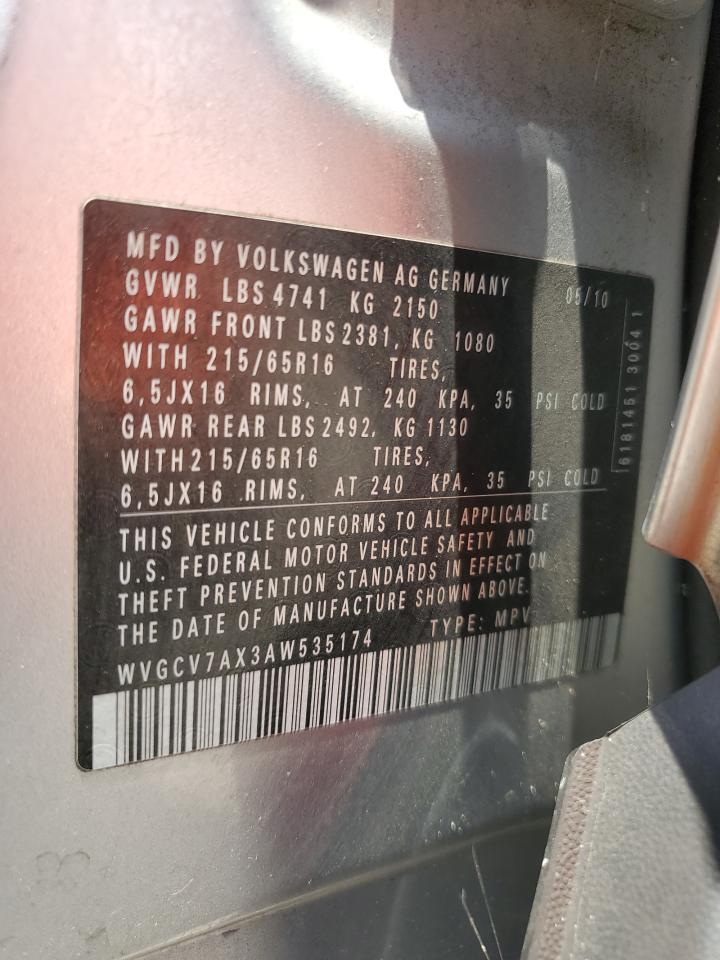 MFD BY VOLKSWAGEN AG GERMANY 05/10
GVWR LBS 4741 KG 2150
GAWR FRONT LBS 2381, KG 1080
WITH 215/65R16 TIRES,
6,5JX16 RIMS, AT 240 KPA, 35 PSI COLD
GAWR REAR LBS 2492, KG 1130
WITH 215/65R16 TIRES,
6,5JX16 RIMS, AT 240 KPA, 35 PSI COLD
THIS VEHICLE CONFORMS TO ALL APPLICABLE
U.S. FEDERAL MOTOR VEHICLE SAFETY AND
THEFT PREVENTION STANDARDS IN EFFECT ON
THE DATE OF MANUFACTURE SHOWN ABOVE.
WVGCV7AX3AW535174 TYPE: MPV
6181451 3004 1